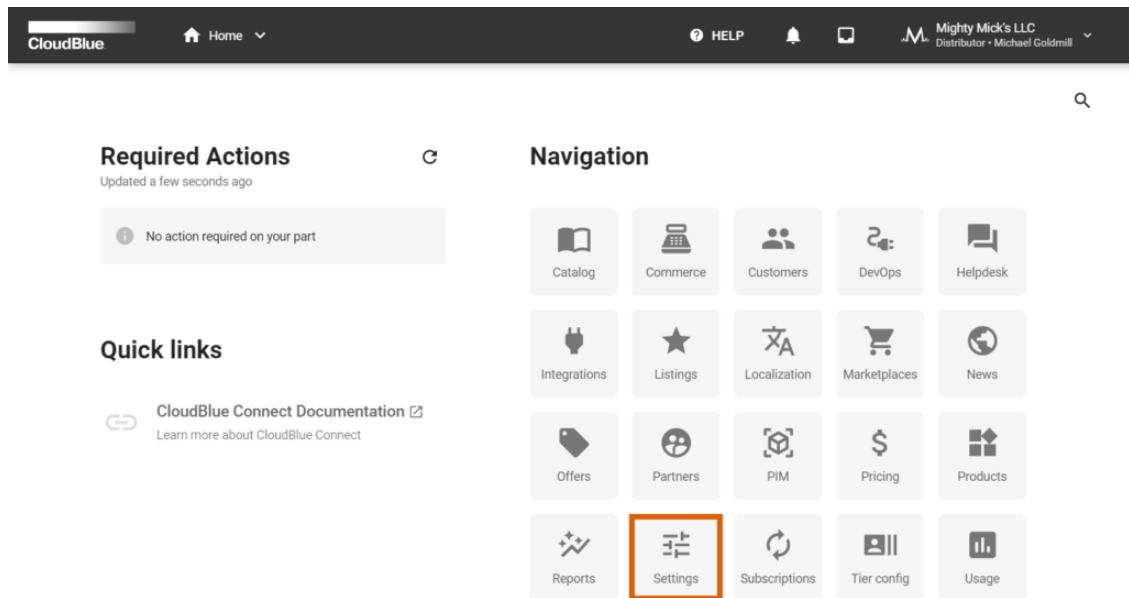 CloudBlue
Home
HELP
Mighty Mick's LLC
Distributor • Michael Goldmill
Required Actions
Updated a few seconds ago
No action required on your part
Quick links
CloudBlue Connect Documentation
Learn more about CloudBlue Connect
Navigation
Catalog
Commerce
Customers
DevOps
Helpdesk
Integrations
Listings
Localization
Marketplaces
News
Offers
Partners
PIM
Pricing
Products
Reports
Settings
Subscriptions
Tier config
Usage